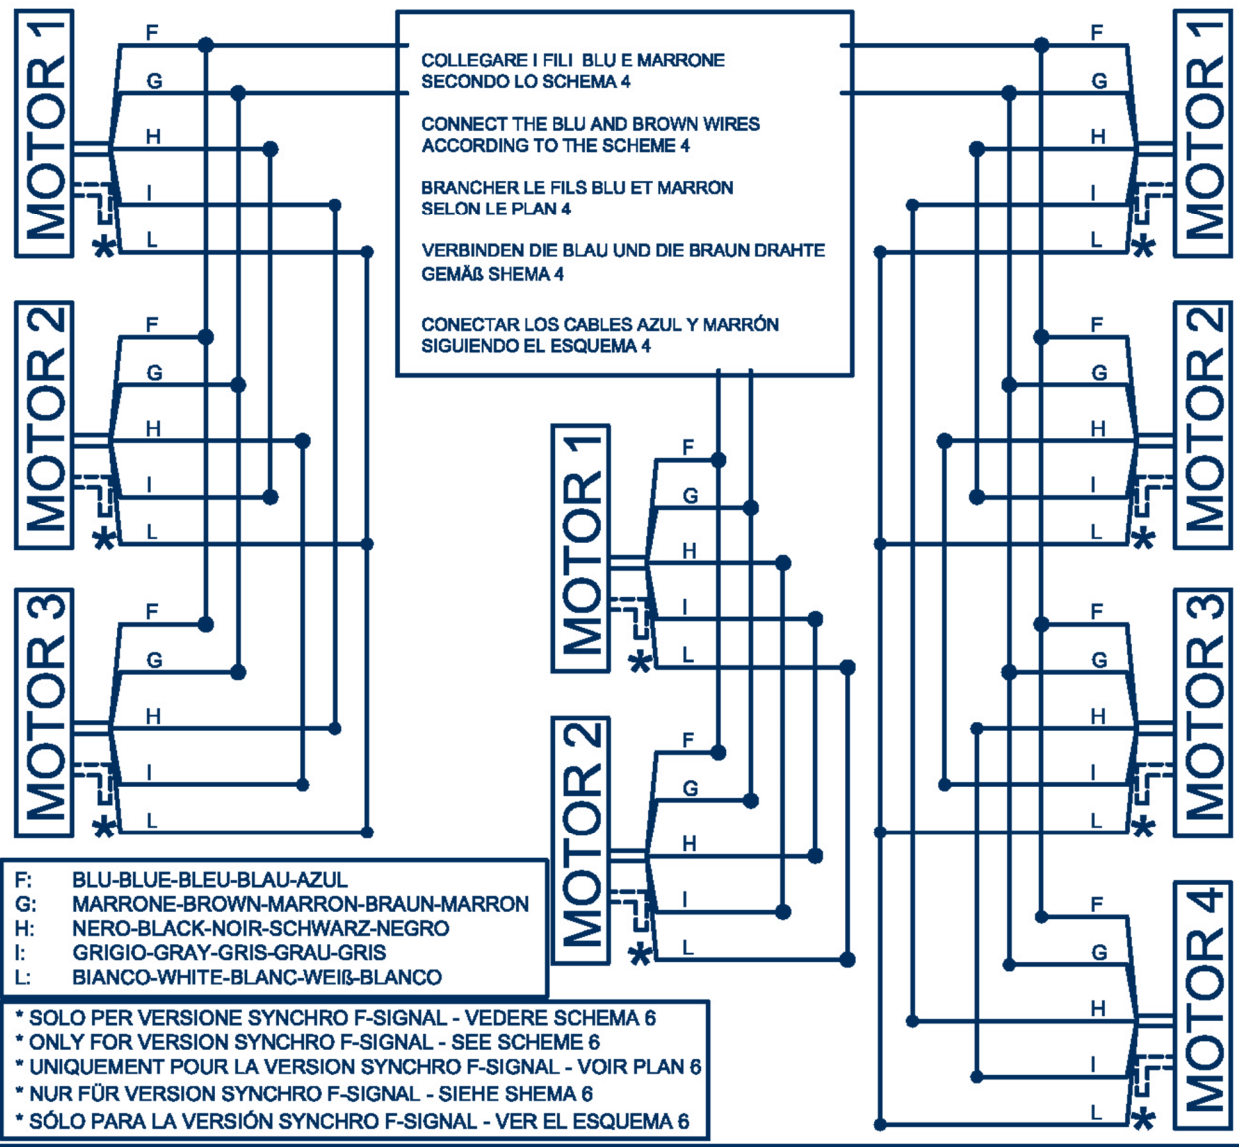 COLLEGARE I FILI BLU E MARRONE
SECONDO LO SCHEMA 4
CONNECT THE BLU AND BROWN WIRES
ACCORDING TO THE SCHEME 4
BRANCHER LE FILS BLU ET MARRON
SELON LE PLAN 4
VERBINDEN DIE BLAU UND DIE BRAUN DRAHTE
GEMÄß SHEMA 4
CONECTAR LOS CABLES AZUL Y MARRÓN
SIGUIENDO EL ESQUEMA 4
MOTOR 1
F
G
H
I
L
*
MOTOR 2
F
G
H
I
L
*
MOTOR 3
F
G
H
I
L
*
MOTOR 1
F
G
H
I
L
*
MOTOR 2
F
G
H
I
L
*
MOTOR 1
F
G
H
I
L
*
MOTOR 2
F
G
H
I
L
*
MOTOR 3
F
G
H
I
L
*
MOTOR 4
F
G
H
I
L
*
F: BLU-BLUE-BLEU-BLAU-AZUL
G: MARRONE-BROWN-MARRON-BRAUN-MARRON
H: NERO-BLACK-NOIR-SCHWARZ-NEGRO
I: GRIGIO-GRAY-GRIS-GRAU-GRIS
L: BIANCO-WHITE-BLANC-WEIß-BLANCO
* SOLO PER VERSIONE SYNCHRO F-SIGNAL - VEDERE SCHEMA 6
* ONLY FOR VERSION SYNCHRO F-SIGNAL - SEE SCHEME 6
* UNIQUEMENT POUR LA VERSION SYNCHRO F-SIGNAL - VOIR PLAN 6
* NUR FÜR VERSION SYNCHRO F-SIGNAL - SIEHE SHEMA 6
* SÓLO PARA LA VERSIÓN SYNCHRO F-SIGNAL - VER EL ESQUEMA 6